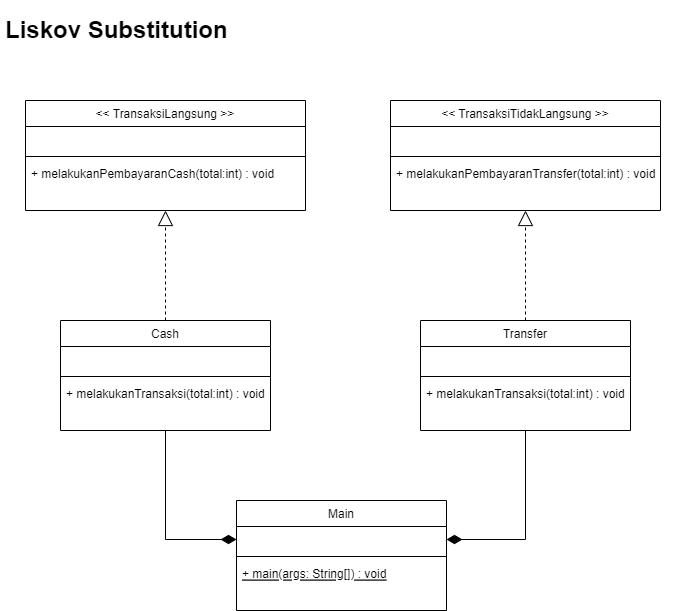 Liskov Substitution
<< TransaksiLangsung >>
+ melakukanPembayaranCash(total:int) : void
<< TransaksiTidakLangsung >>
+ melakukanPembayaranTransfer(total:int) : void
Cash
+ melakukanTransaksi(total:int) : void
Transfer
+ melakukanTransaksi(total:int) : void
Main
+ main(args: String[]) : void